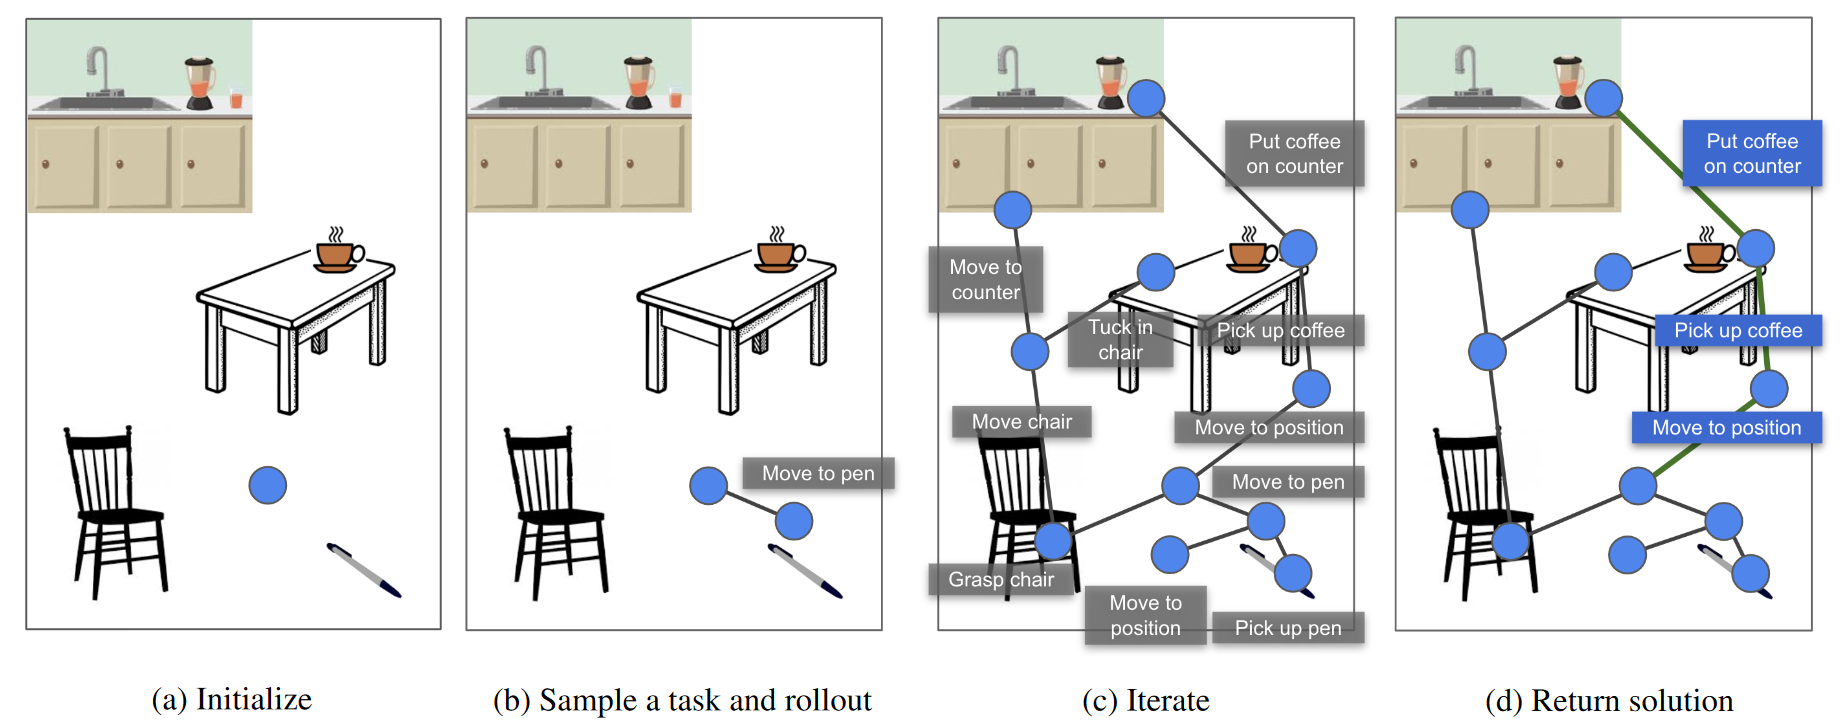 Move to pen
Put coffee
on counter
Move to
counter
Tuck in
chair
Pick up coffee
Move chair
Move to position
Move to pen
Grasp chair
Move to
position
Pick up pen
Put coffee
on counter
Pick up coffee
Move to position
(a) Initialize
(b) Sample a task and rollout
(c) Iterate
(d) Return solution